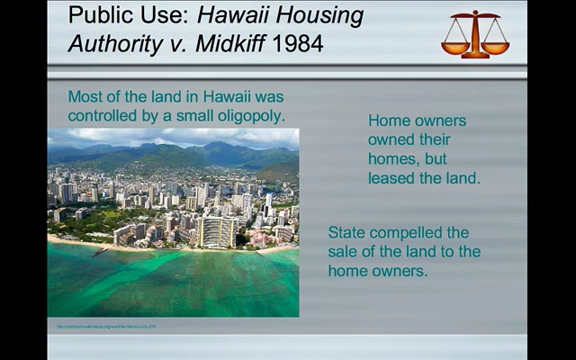 Public Use: Hawaii Housing
Authority v. Midkiff 1984
Most of the land in Hawaii was
controlled by a small oligopoly.
Home owners
owned their
homes, but
leased the land.
State compelled the
sale of the land to the
home owners.